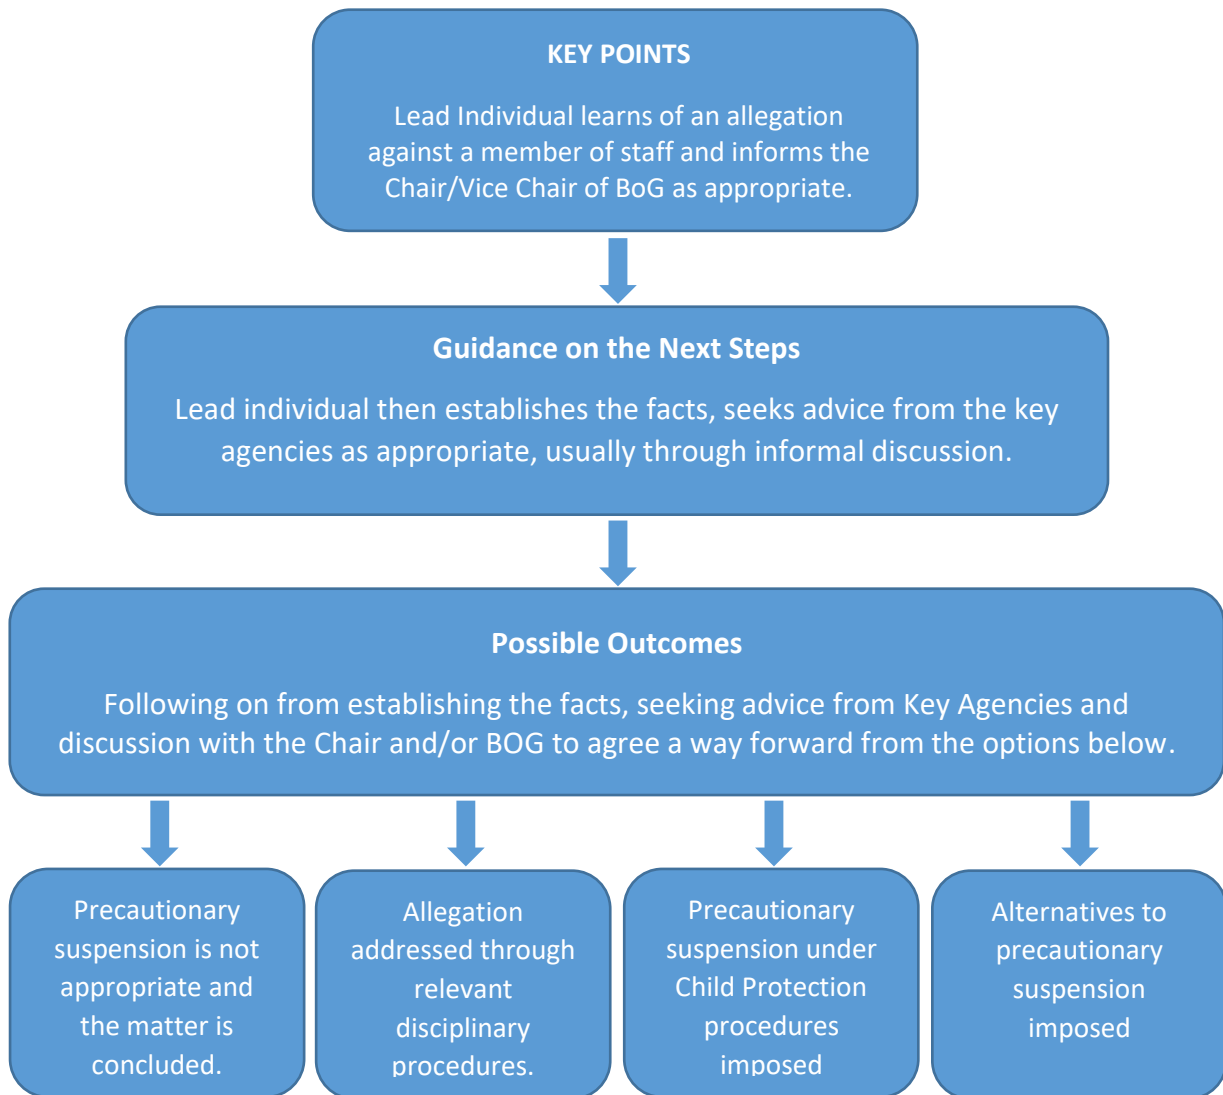 KEY POINTS
Lead Individual learns of an allegation
against a member of staff and informs the
Chair/Vice Chair of BoG as appropriate.
Guidance on the Next Steps
Lead individual then establishes the facts, seeks advice from the key
agencies as appropriate, usually through informal discussion.
Possible Outcomes
Following on from establishing the facts, seeking advice from Key Agencies and
discussion with the Chair and/or BOG to agree a way forward from the options below.
Precautionary
suspension is not
appropriate and
the matter is
concluded.
Allegation
addressed through
relevant
disciplinary
procedures.
Precautionary
suspension under
Child Protection
procedures
imposed
Alternatives to
precautionary
suspension
imposed